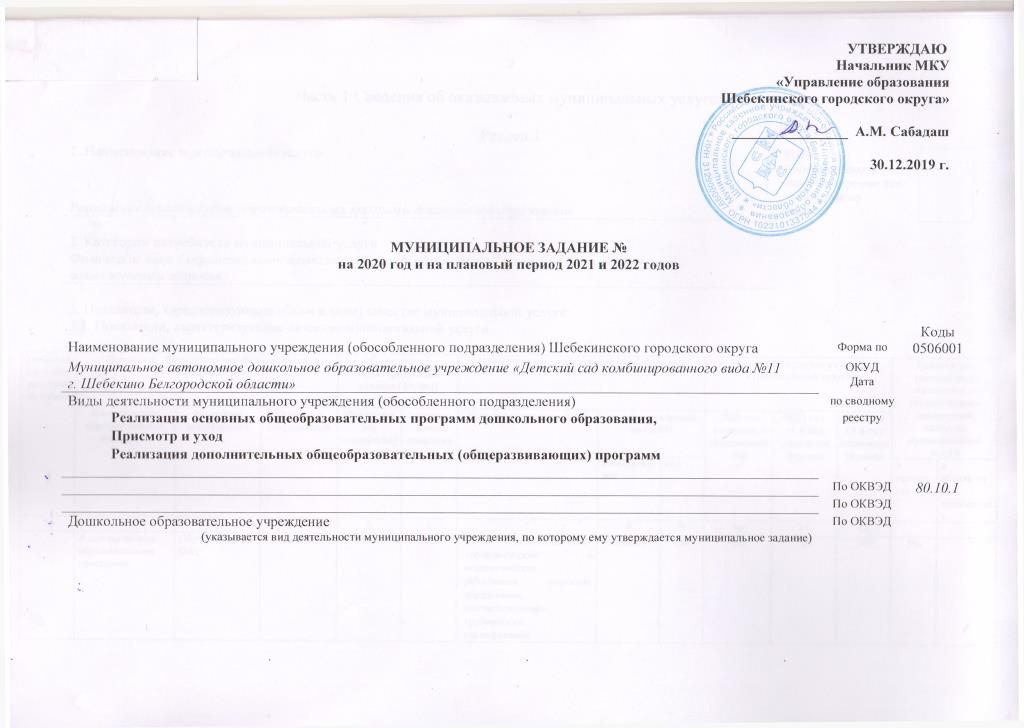 УТВЕРЖДАЮ
Начальник МКУ
«Управление образования
Шебекинского городского округа»
А.М. Сабадаш
30.12.2019 г.
МУНИЦИПАЛЬНОЕ ЗАДАНИЕ №
на 2020 год и на плановый период 2021 и 2022 годов
Коды
Наименование муниципального учреждения (обособленного подразделения) Шебекинского городского округа Форма по 0506001
Муниципальное автономное дошкольное образовательное учреждение «Детский сад комбинированного вида №11 ОКУД
г. Шебекино Белгородской области» Дата
Виды деятельности муниципального учреждения (обособленного подразделения) по сводному
Реализация основных общеобразовательных программ дошкольного образования, реестру
Присмотр и уход
Реализация дополнительных общеобразовательных (общеразвивающих) программ
По ОКВЭД 80.10.1
По ОКВЭД
Дошкольное образовательное учреждение По ОКВЭД
(указывается вид деятельности муниципального учреждения, по которому ему утверждается муниципальное задание)